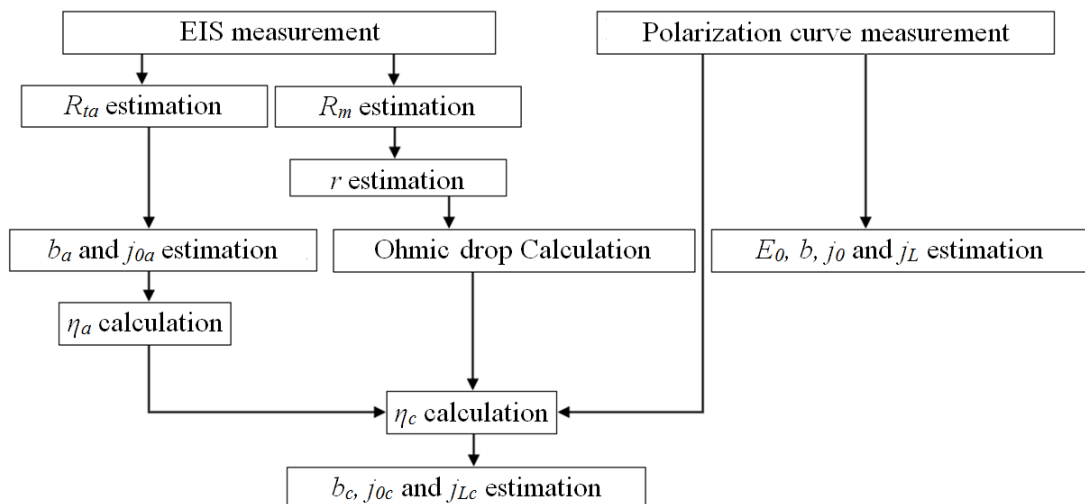 EIS measurement
Polarization curve measurement
Rta estimation
Rm estimation
r estimation
ba and j0a estimation
Ohmic drop Calculation
E0, b, j0 and jL estimation
ηa calculation
ηc calculation
bc, j0c and jLc estimation